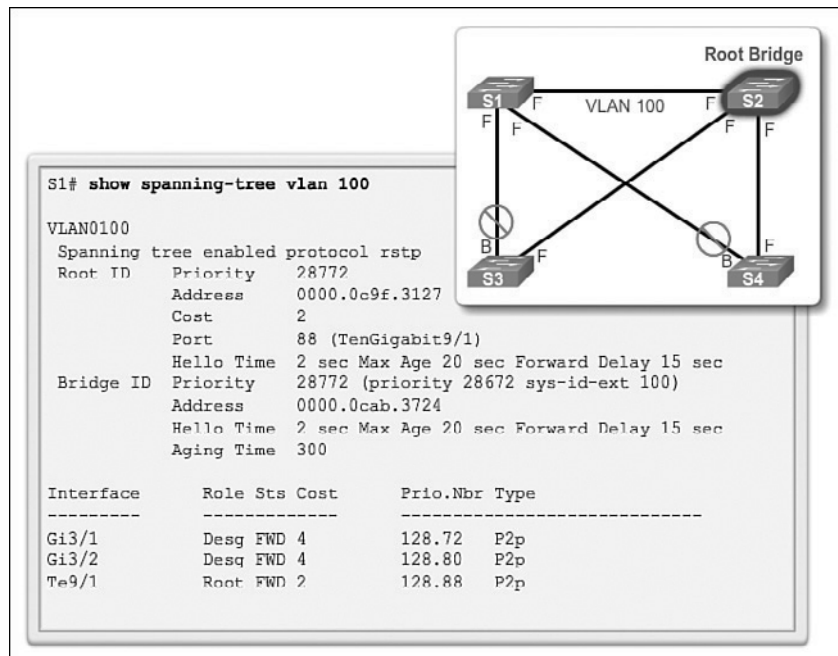 Root Bridge
S1
F
VLAN 100
F
S2
F
F
F
F
B
F
B
F
S3
S4
S1# show spanning-tree vlan 100
VLAN0100
Spanning tree enabled protocol rstp
Root ID Priority 28772
Address 0000.0c9f.3127
Cost 2
Port 88 (TenGigabit9/1)
Hello Time 2 sec Max Age 20 sec Forward Delay 15 sec
Bridge ID Priority 28772 (priority 28672 sys-id-ext 100)
Address 0000.0cab.3724
Hello Time 2 sec Max Age 20 sec Forward Delay 15 sec
Aging Time 300
Interface Role Sts Cost Prio.Nbr Type
--------- ------------- ------------------------------
Gi3/1 Desg FWD 4 128.72 P2p
Gi3/2 Desg FWD 4 128.80 P2p
Te9/1 Root FWD 2 128.88 P2p